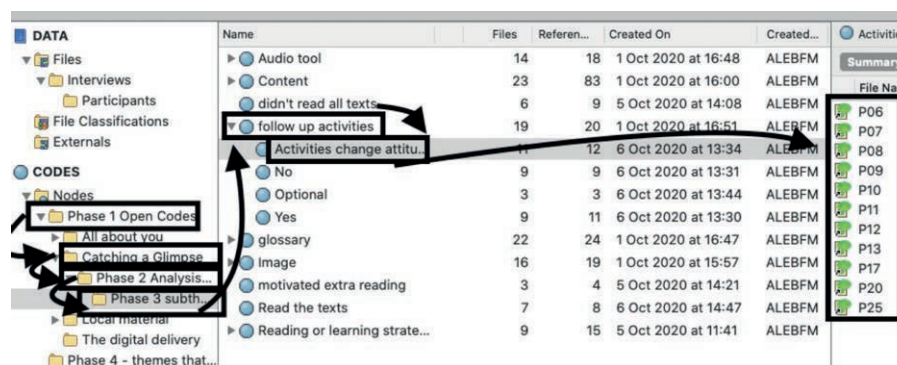 DATA
Files
Interviews
Participants
File Classifications
Externals
CODES
Nodes
Phase 1 Open Codes
All about you
Catching a Glimpse
Phase 2 Analysis...
Phase 3 subth...
Local material
The digital delivery
Phase 4 - themes that...
Name Files Referen... Created On Created...
Audio tool 14 18 1 Oct 2020 at 16:48 ALEBFM
Content 23 83 1 Oct 2020 at 16:00 ALEBFM
didn't read all texts 6 9 5 Oct 2020 at 14:08 ALEBFM
follow up activities 19 20 1 Oct 2020 at 16:51 ALEBFM
Activities change attitu... 11 12 6 Oct 2020 at 13:34 ALEBFM
No 9 9 6 Oct 2020 at 13:31 ALEBFM
Optional 3 3 6 Oct 2020 at 13:44 ALEBFM
Yes 9 11 6 Oct 2020 at 13:30 ALEBFM
glossary 22 24 1 Oct 2020 at 16:47 ALEBFM
Image 16 19 1 Oct 2020 at 15:57 ALEBFM
motivated extra reading 3 4 5 Oct 2020 at 14:21 ALEBFM
Read the texts 7 8 6 Oct 2020 at 14:47 ALEBFM
Reading or learning strate... 9 15 5 Oct 2020 at 11:41 ALEBFM
Activiti
Summary
File Na
P06
P07
P08
P09
P10
P11
P12
P13
P17
P20
P25